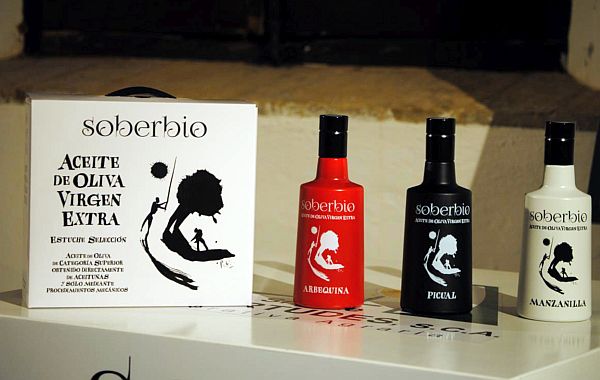 soberbio
ACEITE
DE OLIVA
VIRGEN
EXTRA
ESTUCHE SELECCIÓN
ACEITE DE OLIVA
DE CATEGORÍA SUPERIOR
OBTENIDO DIRECTAMENTE
DE ACEITUNAS
Y SOLO MEDIANTE
PROCEDIMIENTOS MECÁNICOS
soberbio
ACEITE DE OLIVA VIRGEN EXTRA
ARBEQUINA
soberbio
ACEITE DE OLIVA VIRGEN EXTRA
PICUAL
soberbio
ACEITE DE OLIVA VIRGEN EXTRA
MANZANILLA
S.C.A.